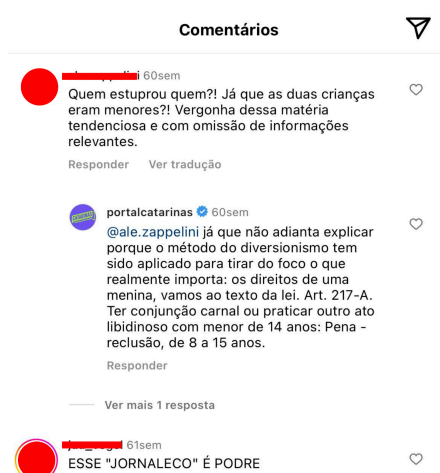 Comentários
60sem
Quem estuprou quem?! Já que as duas crianças
eram menores?! Vergonha dessa matéria
tendenciosa e com omissão de informações
relevantes.
Responder Ver tradução
portalcatarinas 60sem
@ale.zappelini já que não adianta explicar
porque o método do diversionismo tem
sido aplicado para tirar do foco o que
realmente importa: os direitos de uma
menina, vamos ao texto da lei. Art. 217-A.
Ter conjunção carnal ou praticar outro ato
libidinoso com menor de 14 anos: Pena -
reclusão, de 8 a 15 anos.
Responder
Ver mais 1 resposta
61sem
ESSE "JORNALECO" É PODRE